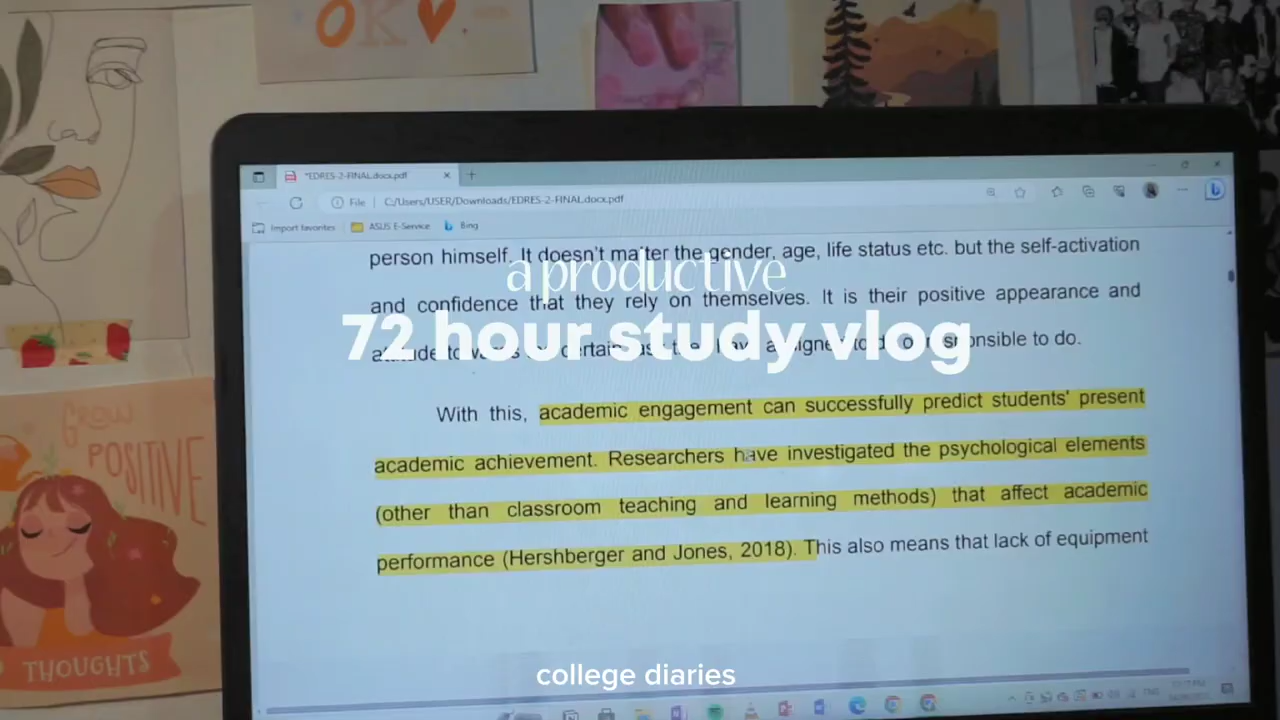 OK
GROW
POSITIVE
THOUGHTS
*EDRES-2-FINAL.docx.pdf
File C:/Users/USER/Downloads/EDRES-2-FINAL.docx.pdf
Import favorites ASUS E-Service Bing
person himself. It doesn't matter the gender, age, life status etc. but the self-activation
a productive
and confidence that they rely on themselves. It is their positive appearance and
72 hour study vlog
attitude towards certain responsible to do.
With this, academic engagement can successfully predict students' present
academic achievement. Researchers have investigated the psychological elements
(other than classroom teaching and learning methods) that affect academic
performance (Hershberger and Jones, 2018). This also means that lack of equipment
college diaries